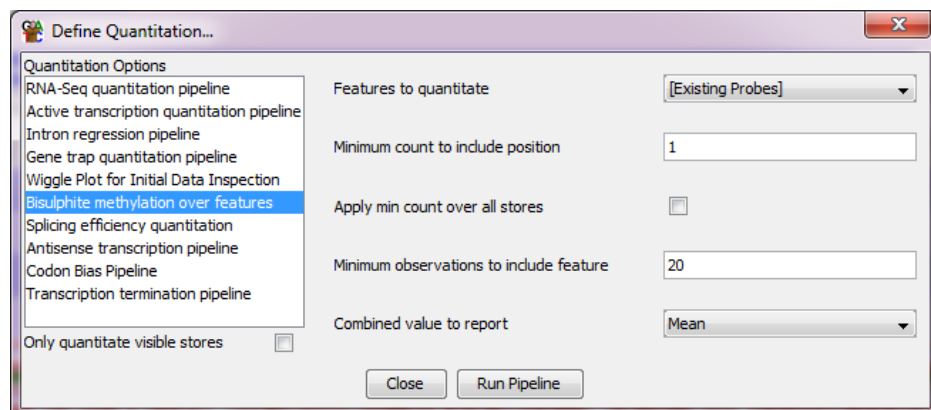 Define Quantitation...
Quantitation Options
RNA-Seq quantitation pipeline
Active transcription quantitation pipeline
Intron regression pipeline
Gene trap quantitation pipeline
Wiggle Plot for Initial Data Inspection
Bisulphite methylation over features
Splicing efficiency quantitation
Antisense transcription pipeline
Codon Bias Pipeline
Transcription termination pipeline
Only quantitate visible stores
Features to quantitate [Existing Probes]
Minimum count to include position 1
Apply min count over all stores
Minimum observations to include feature 20
Combined value to report Mean
Close Run Pipeline